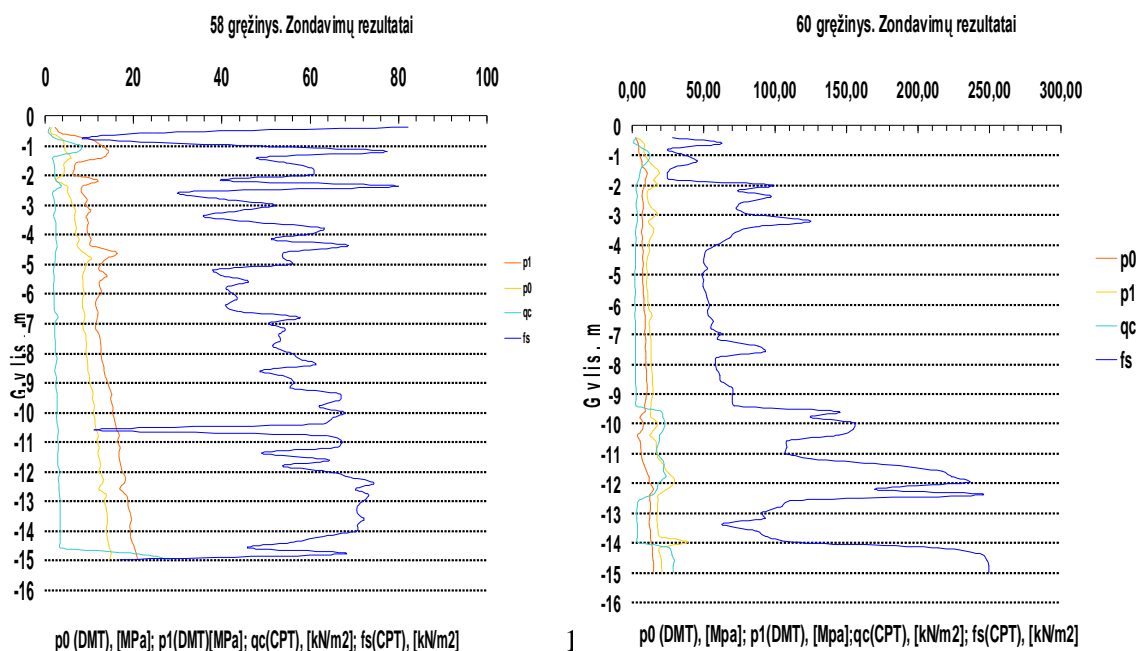 58 gręžinys. Zondavimų rezultatai
0 20 40 60 80 100
0
-1
-2
-3
-4
-5
-6
-7
-8
-9
-10
-11
-12
-13
-14
-15
-16
G vlis. m
p1
p0
qc
fs
p0 (DMT), [MPa]; p1(DMT)[MPa]; qc(CPT), [kN/m2]; fs(CPT), [kN/m2]
1
60 gręžinys. Zondavimų rezultatai
0,00 50,00 100,00 150,00 200,00 250,00 300,00
0
-1
-2
-3
-4
-5
-6
-7
-8
-9
-10
-11
-12
-13
-14
-15
-16
G vlis. m
p0
p1
qc
fs
p0 (DMT), [Mpa]; p1(DMT), [Mpa];qc(CPT), [kN/m2]; fs(CPT), [kN/m2]